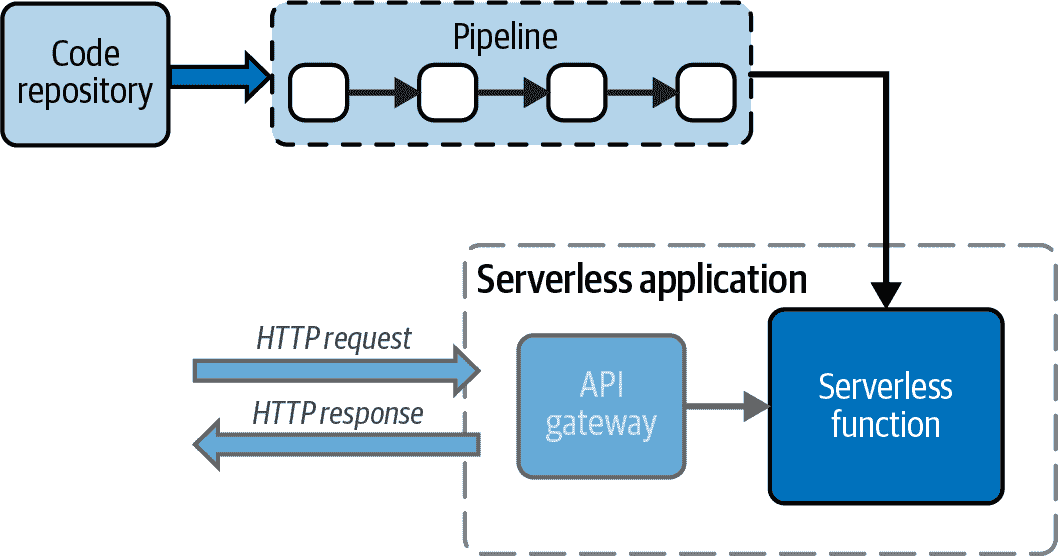 Code
repository
Pipeline
Serverless application
HTTP request
HTTP response
API
gateway
Serverless
function